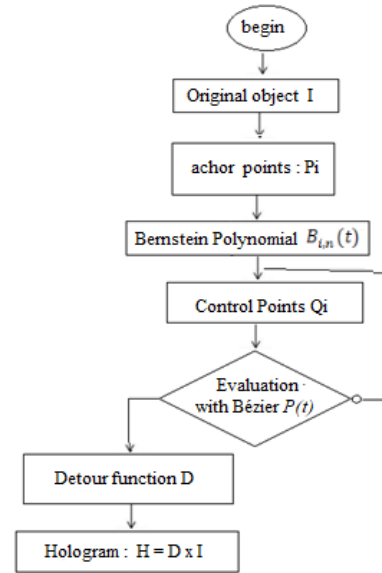 begin
Original object I
achor points : Pi
Bernstein Polynomial B_{i,n}(t)
Control Points Qi
Evaluation
with Bézier P(t)
Detour function D
Hologram : H = D x I